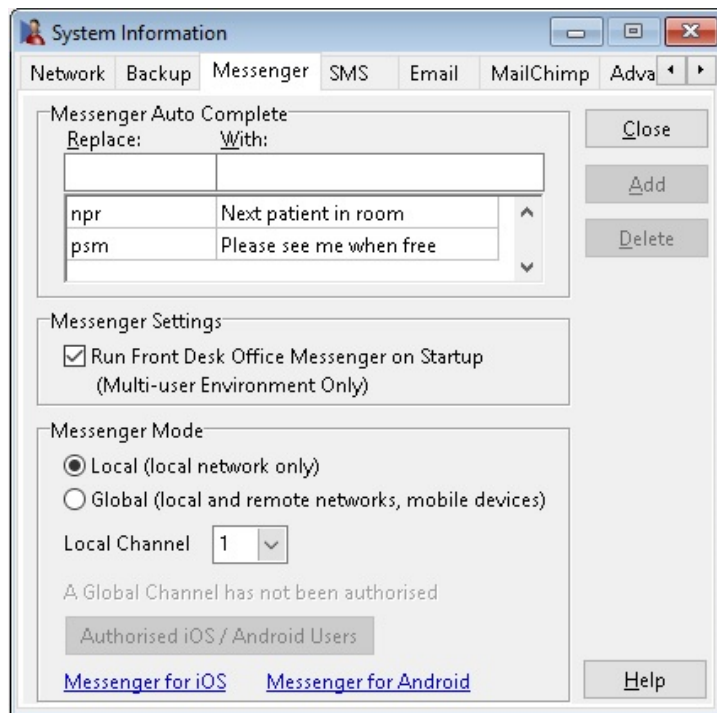 System Information
Network Backup Messenger SMS Email MailChimp Adva
Messenger Auto Complete
Replace: With:
Close
Add
npr Next patient in room
psm Please see me when free
Delete
Messenger Settings
Run Front Desk Office Messenger on Startup
(Multi-user Environment Only)
Messenger Mode
Local (local network only)
Global (local and remote networks, mobile devices)
Local Channel 1
A Global Channel has not been authorised
Authorised iOS / Android Users
Messenger for iOS Messenger for Android
Help